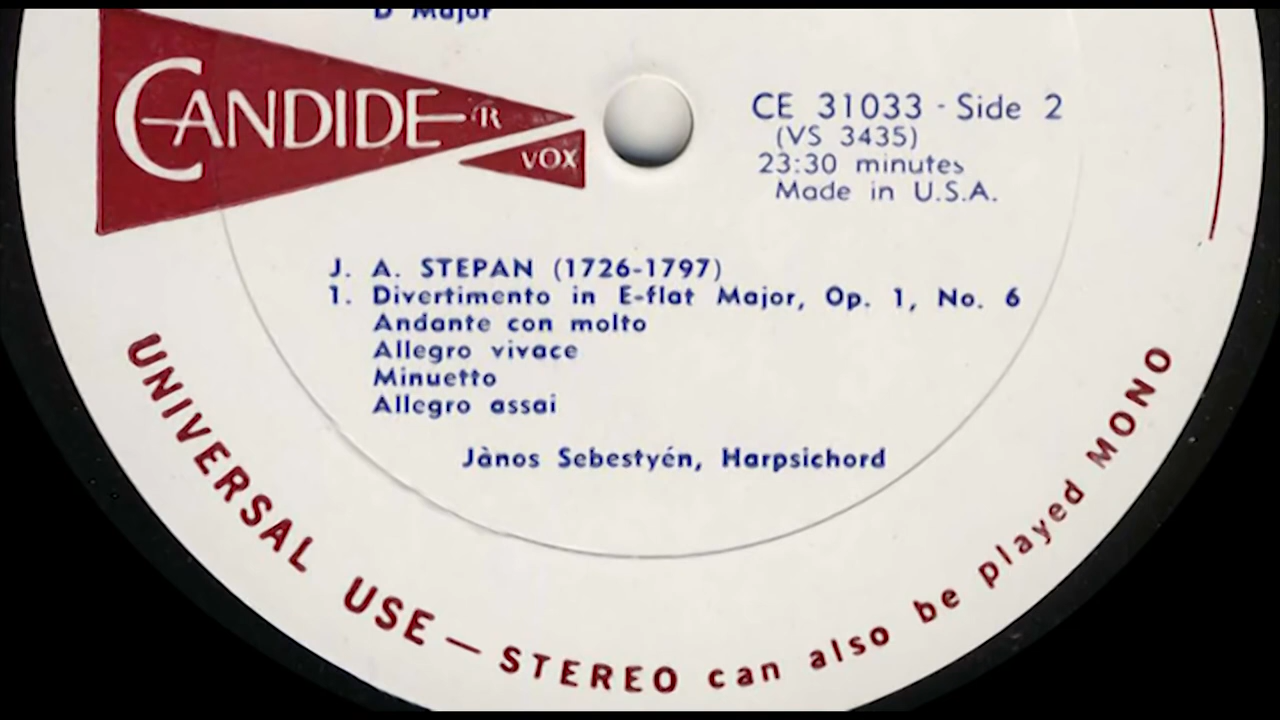 D Major
CANDIDE R
VOX
CE 31033 - Side 2
(VS 3435)
23:30 minutes
Made in U.S.A.
J. A. STEPAN (1726-1797)
1. Divertimento in E-flat Major, Op. 1, No. 6
Andante con molto
Allegro vivace
Minuetto
Allegro assai
Jànos Sebestyén, Harpsichord
UNIVERSAL USE — STEREO can also be played MONO